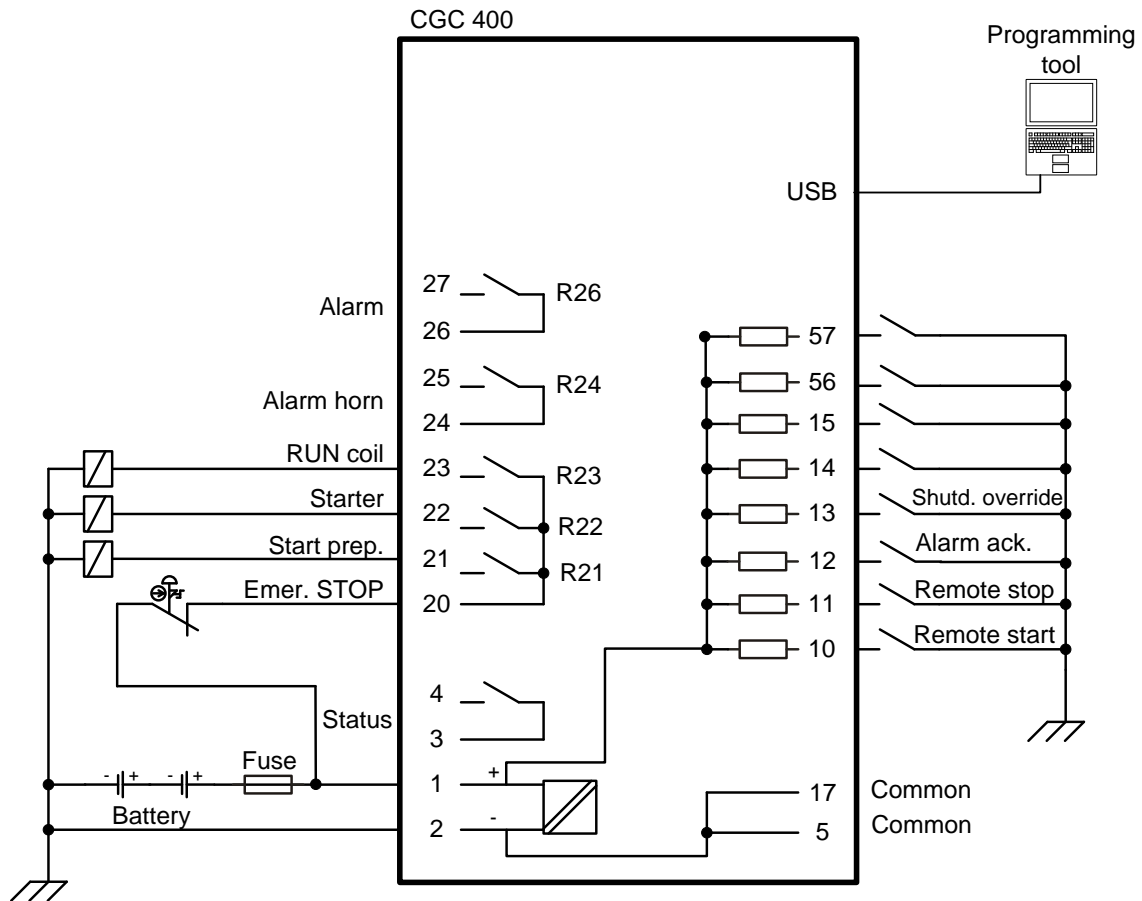 CGC 400
Programming
tool
USB
27
R26
Alarm
26
57
25
R24
56
Alarm horn
24
15
RUN coil
23
R23
14
Starter
22
R22
13
Shutd. override
Start prep.
21
R21
12
Alarm ack.
Emer. STOP
20
11
Remote stop
10
Remote start
4
Status
3
Fuse
- + - +
1
+
17
Common
Battery
2
-
5
Common